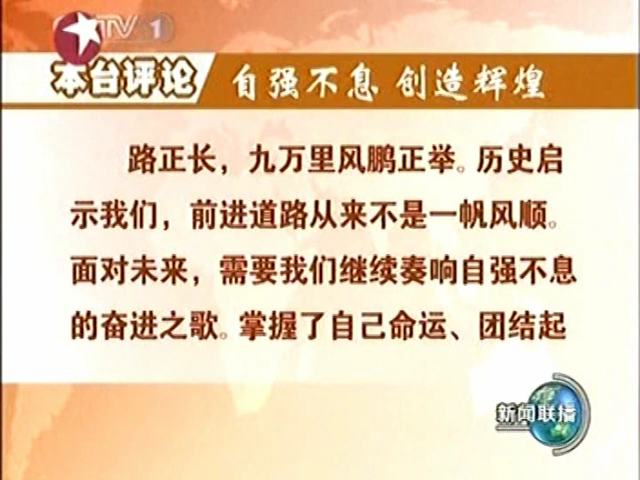 TV 1
本台评论 自强不息 创造辉煌
路正长，九万里风鹏正举。历史启
示我们，前进道路从来不是一帆风顺。
面对未来，需要我们继续奏响自强不息
的奋进之歌。掌握了自己命运、团结起
新闻联播